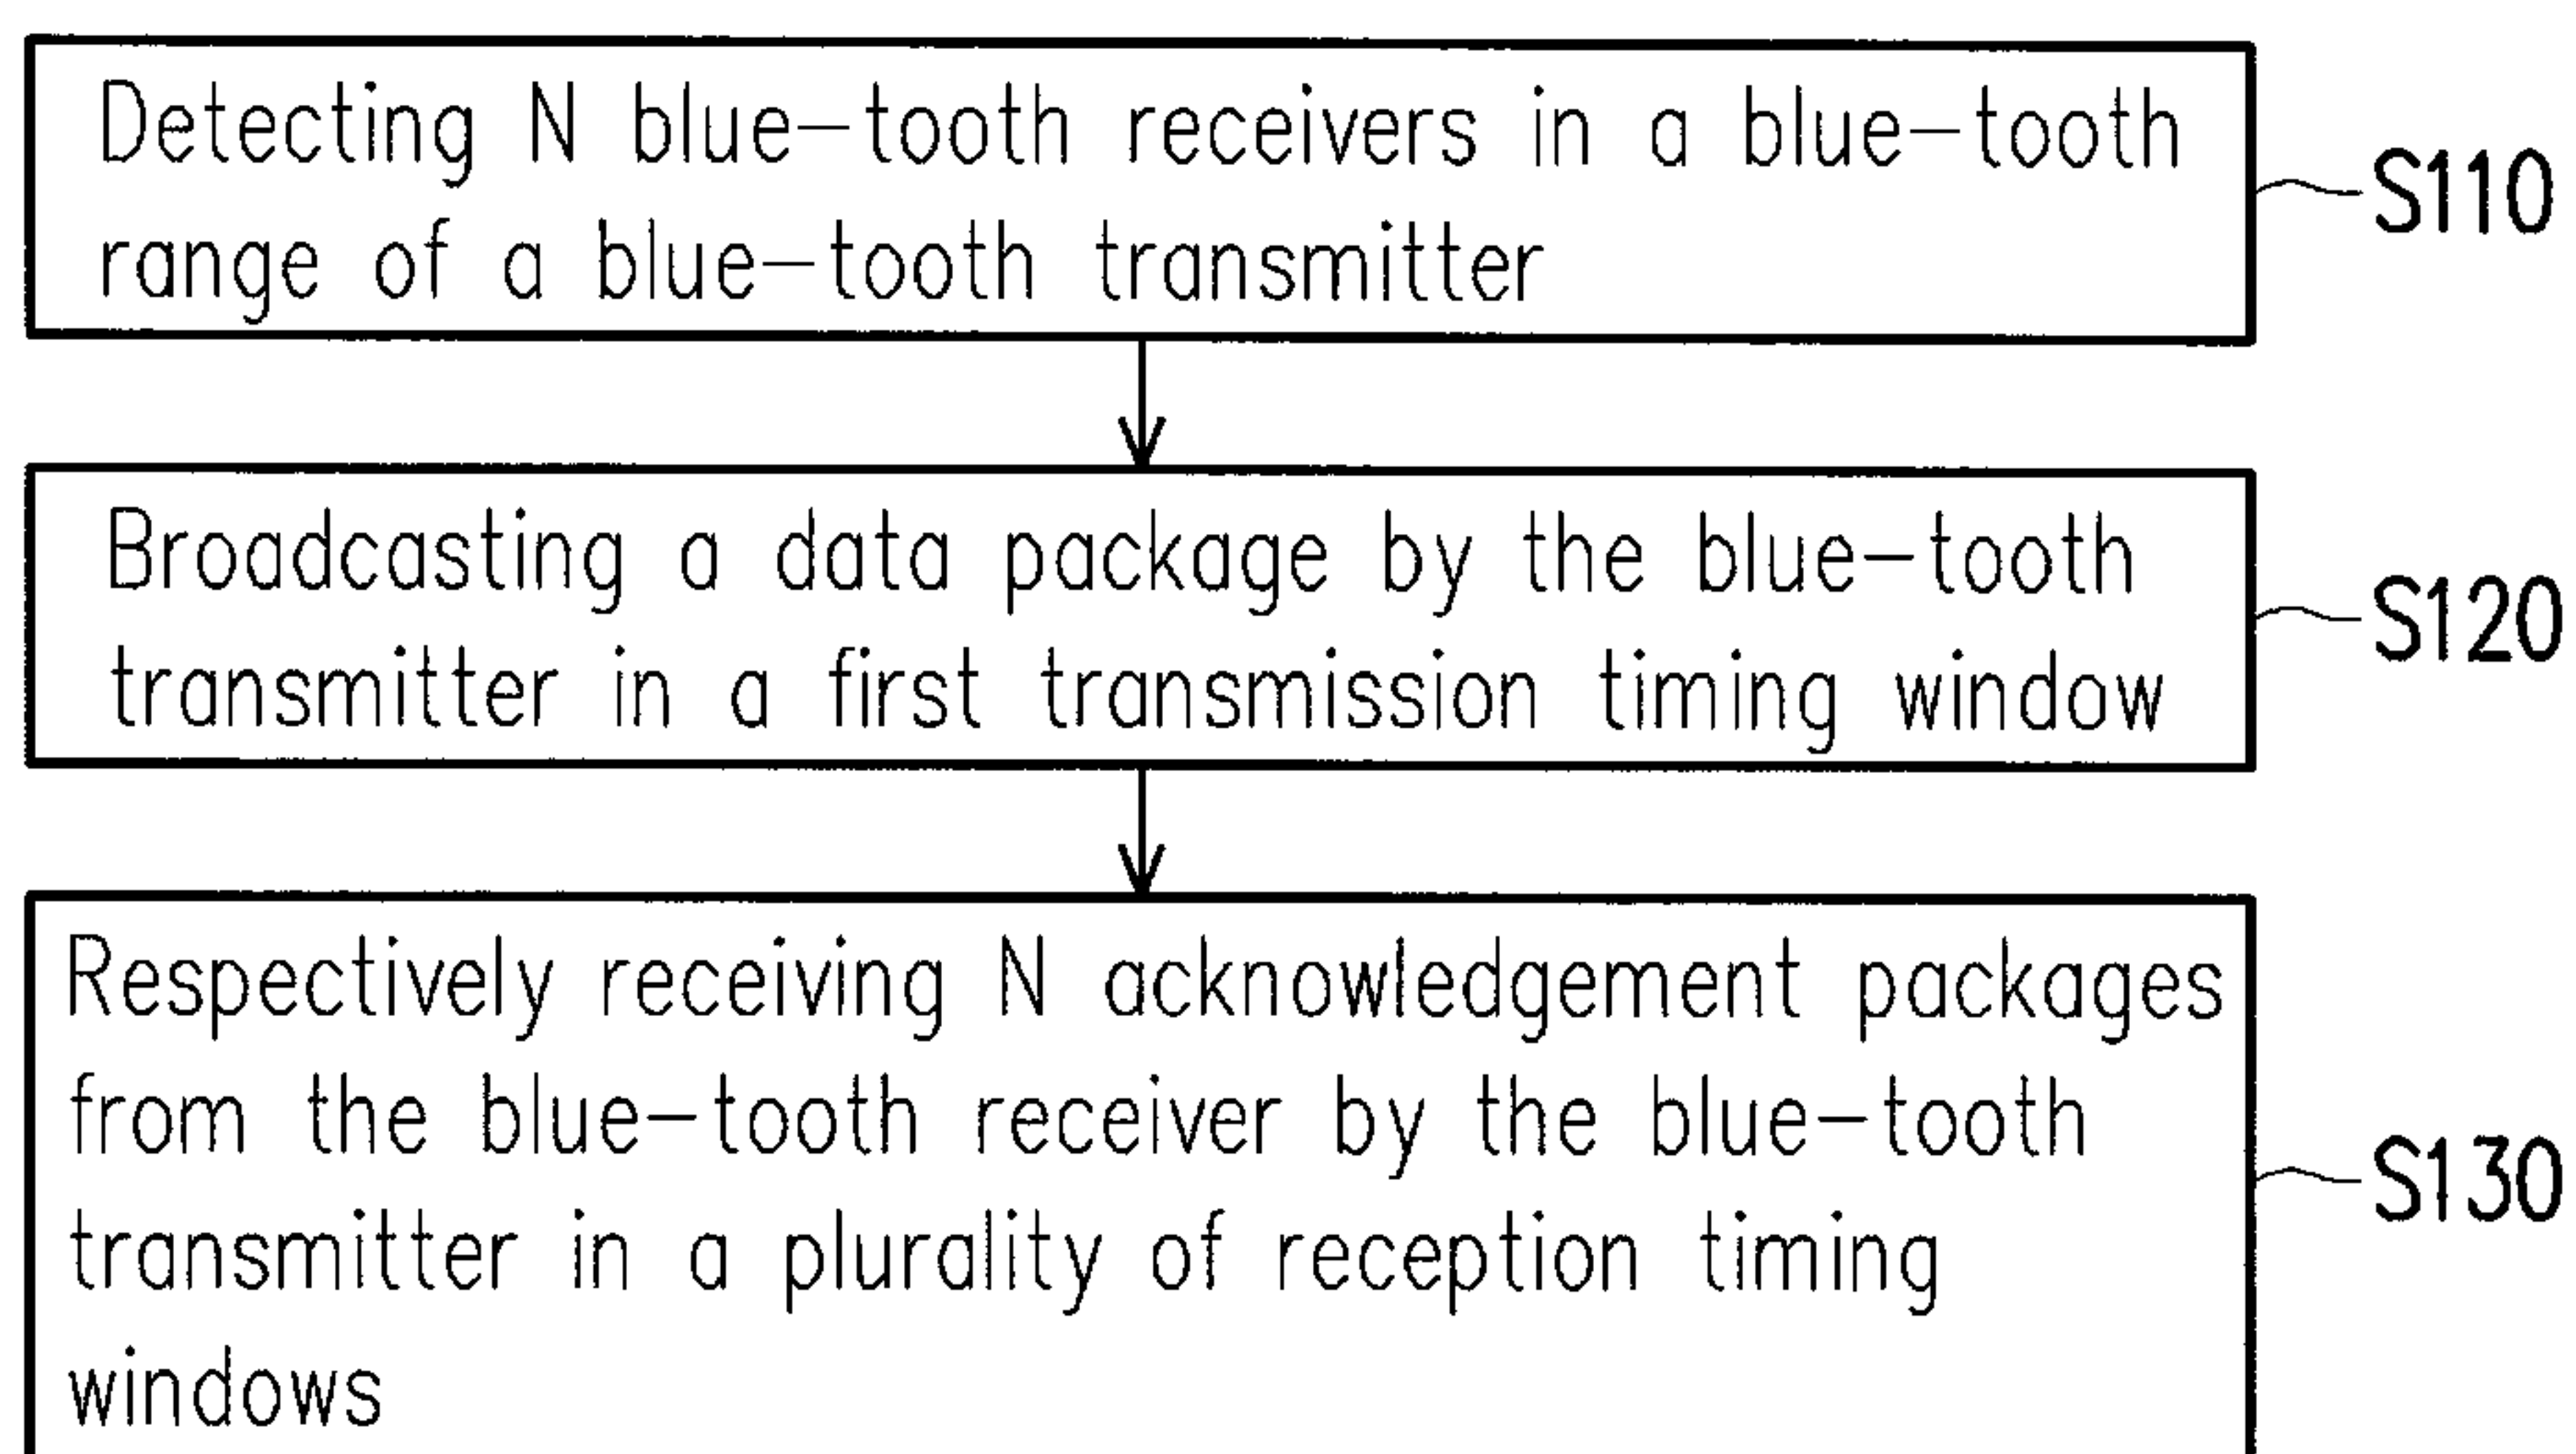 Detecting N blue-tooth receivers in a blue-tooth
range of a blue-tooth transmitter
S110
Broadcasting a data package by the blue-tooth
transmitter in a first transmission timing window
S120
Respectively receiving N acknowledgement packages
from the blue-tooth receiver by the blue-tooth
transmitter in a plurality of reception timing
windows
S130